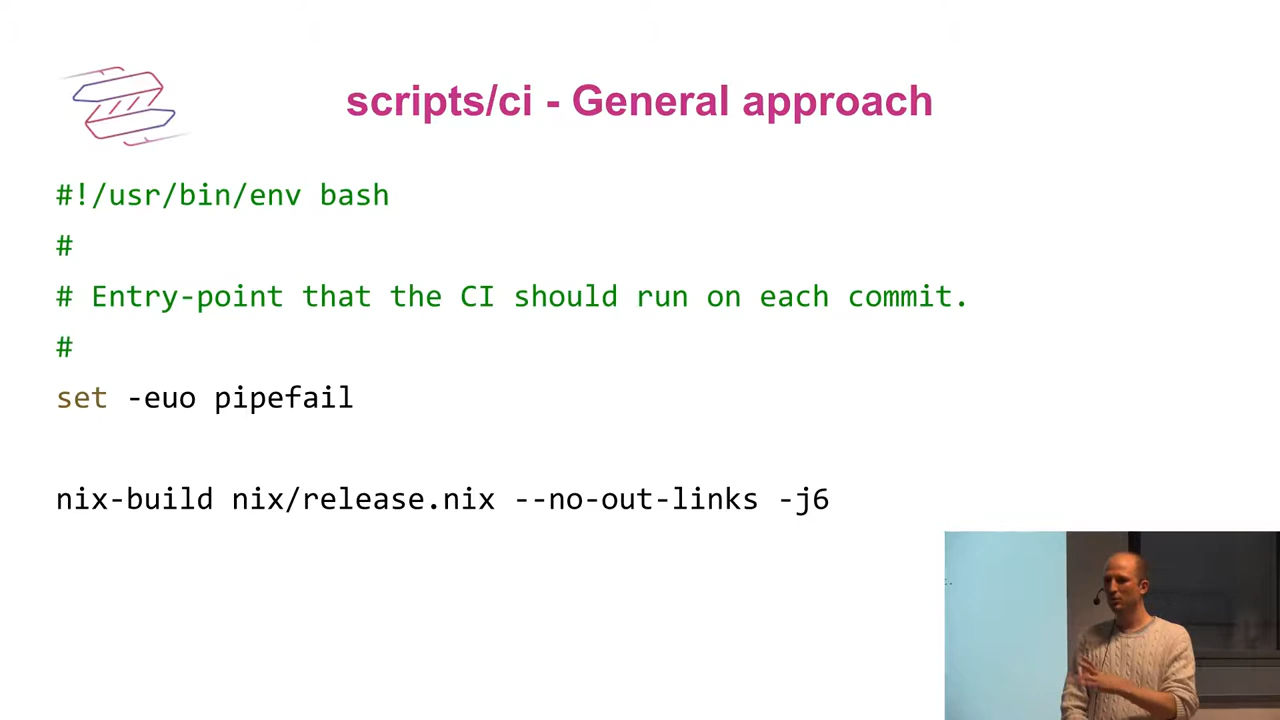 scripts/ci - General approach
#!/usr/bin/env bash
#
# Entry-point that the CI should run on each commit.
#
set -euo pipefail
nix-build nix/release.nix --no-out-links -j6